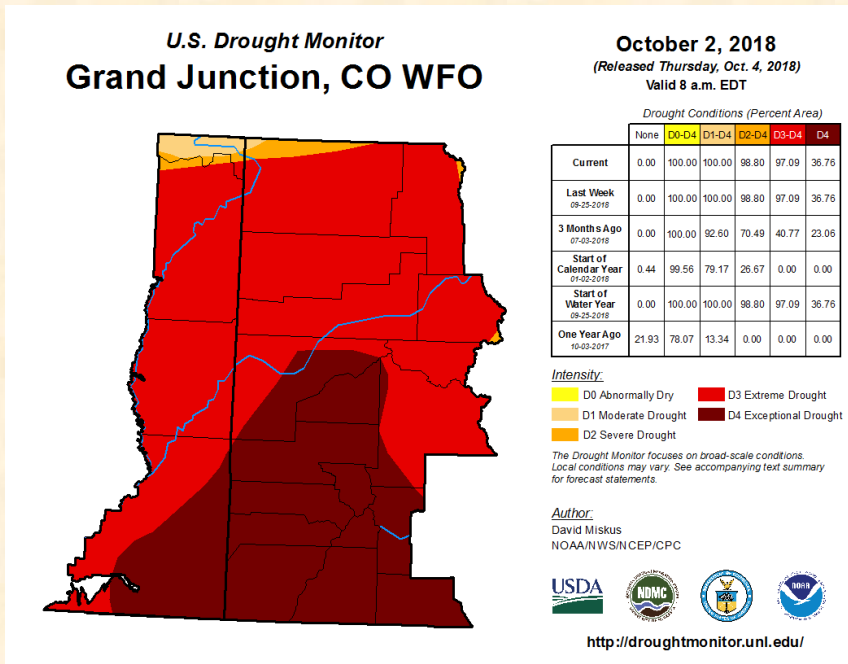 U.S. Drought Monitor
Grand Junction, CO WFO
October 2, 2018
(Released Thursday, Oct. 4, 2018)
Valid 8 a.m. EDT
Drought Conditions (Percent Area)
None D0-D4 D1-D4 D2-D4 D3-D4 D4
Current 0.00 100.00 100.00 98.80 97.09 36.76
Last Week
09-25-2018
0.00 100.00 100.00 98.80 97.09 36.76
3 Months Ago
07-03-2018
0.00 100.00 92.60 70.49 40.77 23.06
Start of
Calendar Year
01-02-2018
0.44 99.56 79.17 26.67 0.00 0.00
Start of
Water Year
09-25-2018
0.00 100.00 100.00 98.80 97.09 36.76
One Year Ago
10-03-2017
21.93 78.07 13.34 0.00 0.00 0.00
Intensity:
D0 Abnormally Dry
D1 Moderate Drought
D2 Severe Drought
D3 Extreme Drought
D4 Exceptional Drought
The Drought Monitor focuses on broad-scale conditions.
Local conditions may vary. See accompanying text summary
for forecast statements.
Author:
David Miskus
NOAA/NWS/NCEP/CPC
USDA
NDMC
NOAA
http://droughtmonitor.unl.edu/